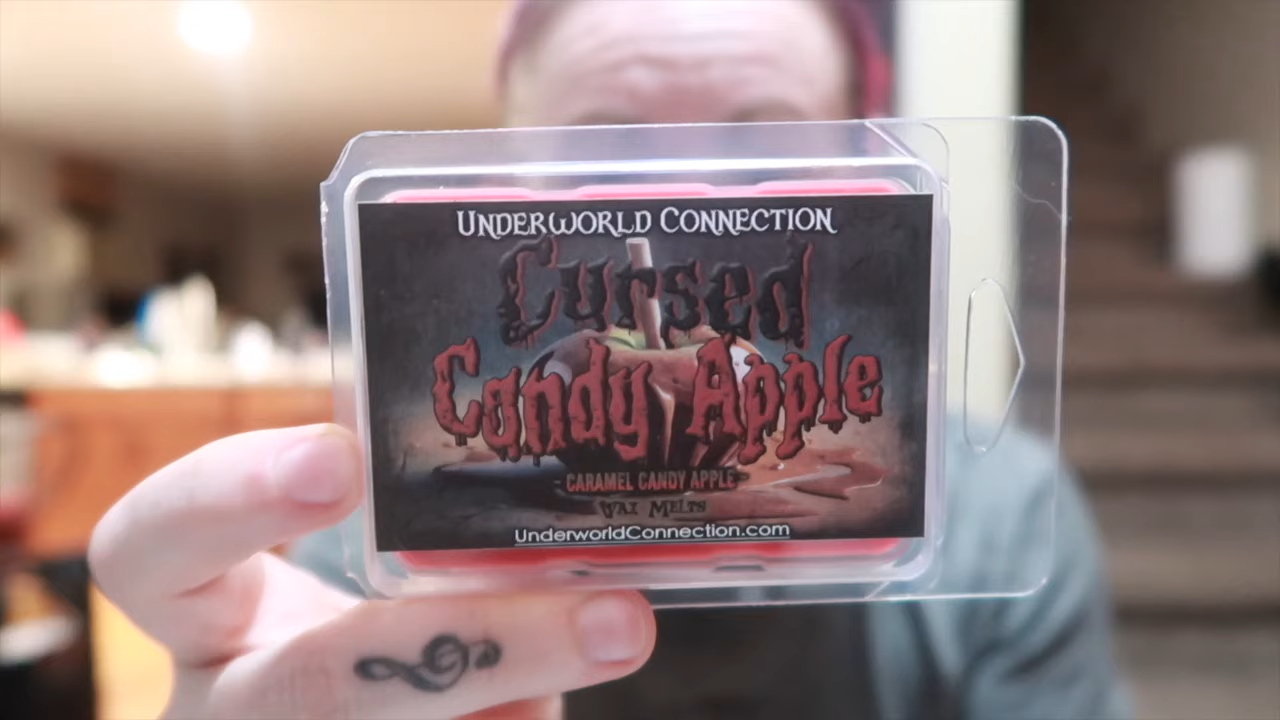 Underworld Connection
Cursed
Candy Apple
- CARAMEL CANDY APPLE -
Wax Melts
UnderworldConnection.com